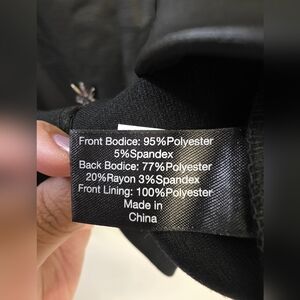 Front Bodice: 95%Polyester
5%Spandex
Back Bodice: 77%Polyester
20%Rayon 3%Spandex
Front Lining: 100%Polyester
Made in
China